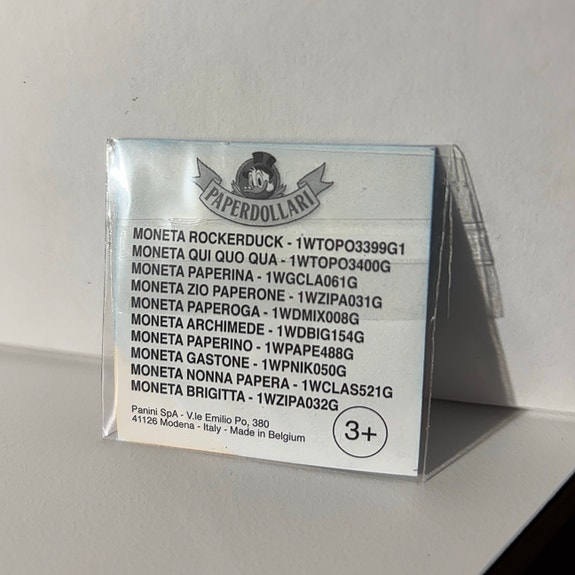 PAPERDOLLARI
MONETA ROCKERDUCK - 1WTOPO3399G1
MONETA QUI QUO QUA - 1WTOPO3400G
MONETA PAPERINA - 1WGCLA061G
MONETA ZIO PAPERONE - 1WZIPA031G
MONETA PAPEROGA - 1WDMIX008G
MONETA ARCHIMEDE - 1WDBIG154G
MONETA PAPERINO - 1WPAPE488G
MONETA GASTONE - 1WPNIK050G
MONETA NONNA PAPERA - 1WCLAS521G
MONETA BRIGITTA - 1WZIPA032G
Panini SpA - V.le Emilio Po, 380
41126 Modena - Italy - Made in Belgium
3+